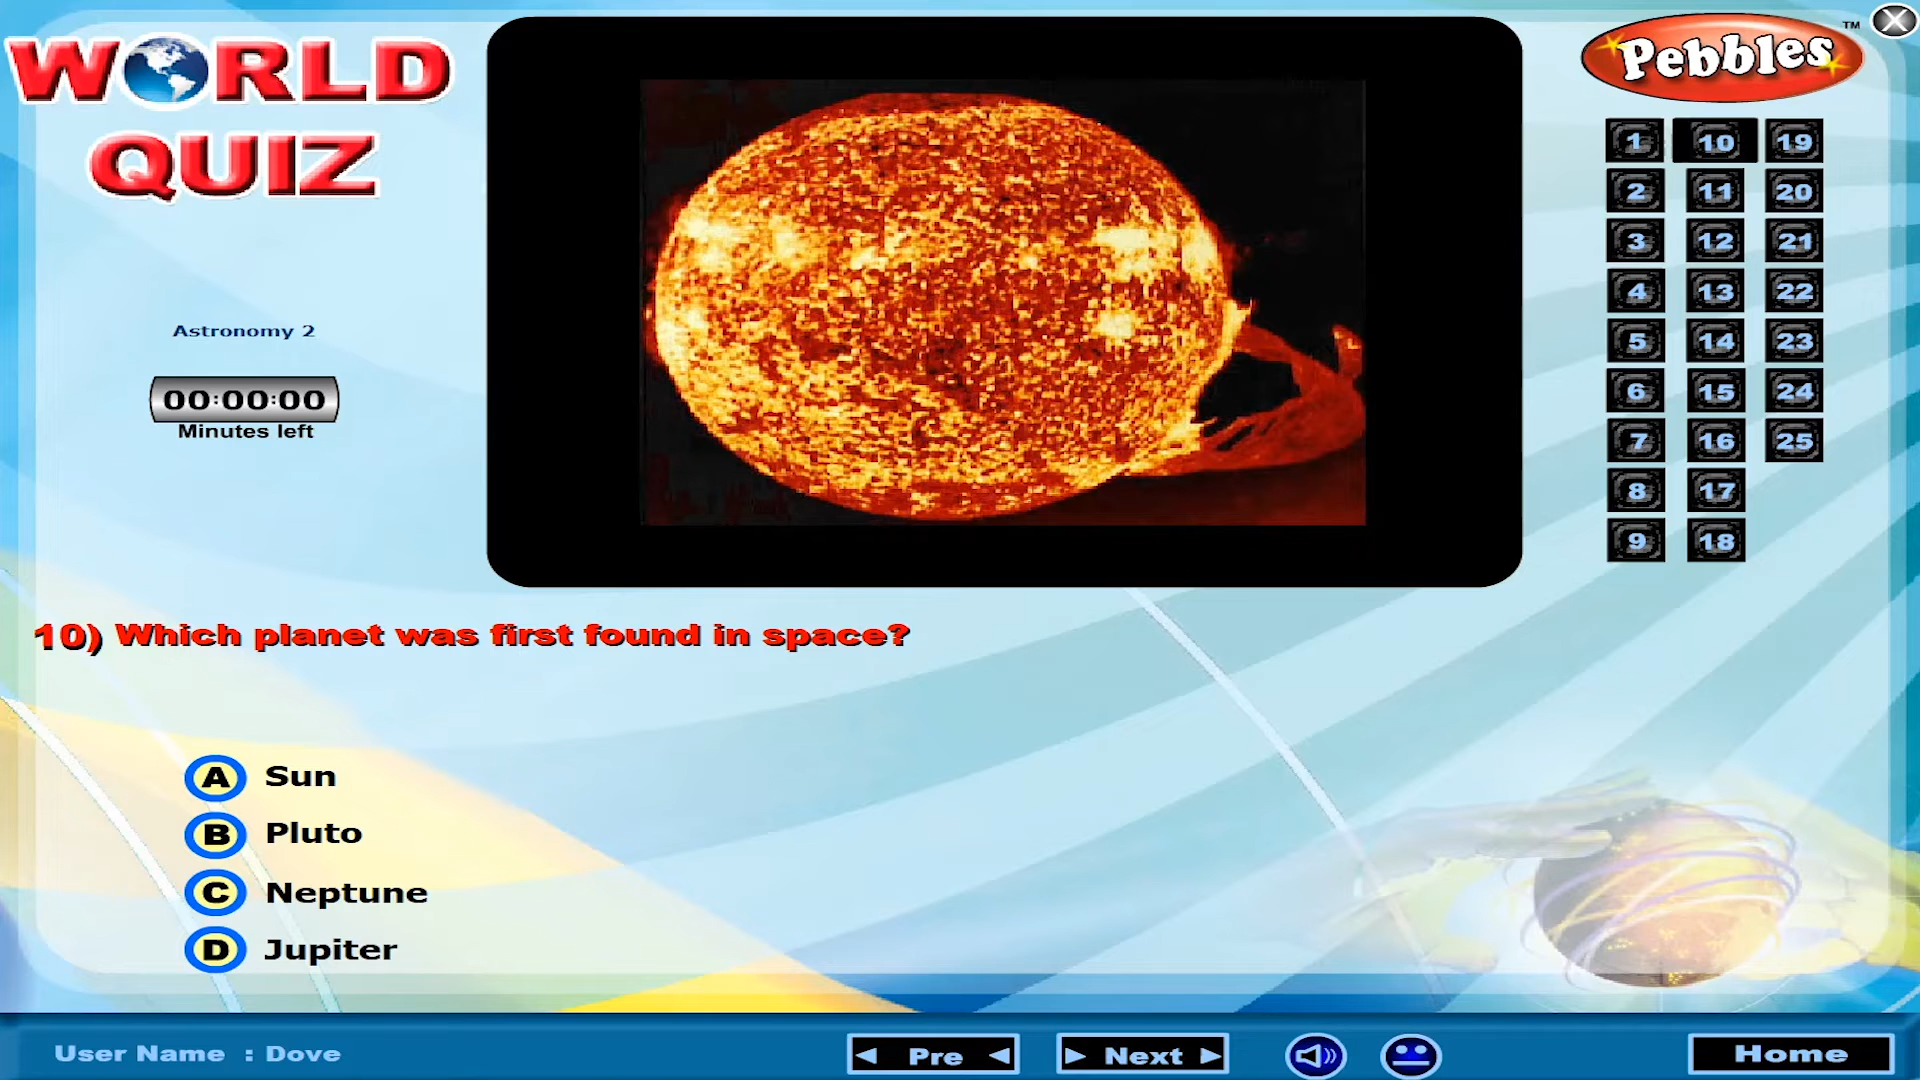 WORLD
QUIZ
Pebbles™
Astronomy 2
00:00:00
Minutes left
1 10 19
2 11 20
3 12 21
4 13 22
5 14 23
6 15 24
7 16 25
8 17
9 18
10) Which planet was first found in space?
A Sun
B Pluto
C Neptune
D Jupiter
User Name : Dove
Pre
Next
Home